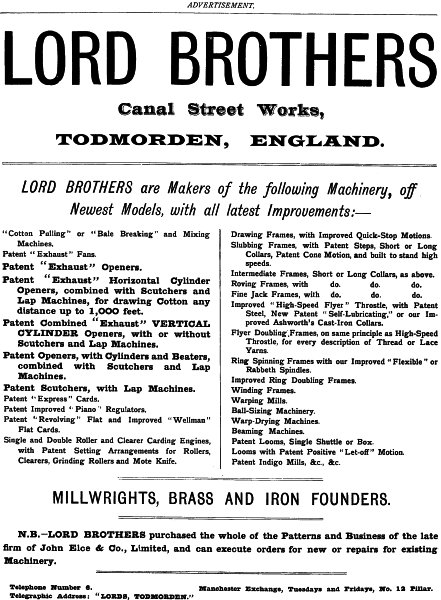 ADVERTISEMENT.
LORD BROTHERS
Canal Street Works,
TODMORDEN, ENGLAND.
LORD BROTHERS are Makers of the following Machinery, off
Newest Models, with all latest Improvements:—
"Cotton Pulling" or "Bale Breaking" and Mixing
Machines.
Patent "Exhaust" Fans.
Patent "Exhaust" Openers.
Patent "Exhaust" Horizontal Cylinder
Openers, combined with Scutchers and
Lap Machines, for drawing Cotton any
distance up to 1,000 feet.
Patent Combined "Exhaust" VERTICAL
CYLINDER Openers, with or without
Scutchers and Lap Machines.
Patent Openers, with Cylinders and Beaters,
combined with Scutchers and Lap
Machines.
Patent Scutchers, with Lap Machines.
Patent "Express" Cards.
Patent Improved "Piano" Regulators.
Patent "Revolving" Flat and Improved "Wellman"
Flat Cards.
Single and Double Roller and Clearer Carding Engines,
with Patent Setting Arrangements for Rollers,
Clearers, Grinding Rollers and Mote Knife.
Drawing Frames, with Improved Quick-Stop Motions.
Slubbing Frames, with Patent Steps, Short or Long
Collars, Patent Cone Motion, and built to stand high
speeds.
Intermediate Frames, Short or Long Collars, as above.
Roving Frames, with do. do. do.
Fine Jack Frames, with do. do. do.
Improved "High-Speed Flyer" Throstle, with Patent
Steel, New Patent "Self-Lubricating," or our Im-
proved Ashworth's Cast-Iron Collars.
Flyer Doubling Frames, on same principle as High-Speed
Throstle, for every description of Thread or Lace
Yarns.
Ring Spinning Frames with our Improved "Flexible" or
Rabbeth Spindles.
Improved Ring Doubling Frames.
Winding Frames.
Warping Mills.
Ball-Sizing Machinery.
Warp-Drying Machines.
Beaming Machines.
Patent Looms, Single Shuttle or Box.
Looms with Patent Positive "Let-off" Motion.
Patent Indigo Mills, &c., &c.
MILLWRIGHTS, BRASS AND IRON FOUNDERS.
N.B.—LORD BROTHERS purchased the whole of the Patterns and Business of the late
firm of John Elce & Co., Limited, and can execute orders for new or repairs for existing
Machinery.
Telephone Number 6. Manchester Exchange, Tuesdays and Fridays, No. 12 Pillar.
Telegraphic Address: "LORDS, TODMORDEN."